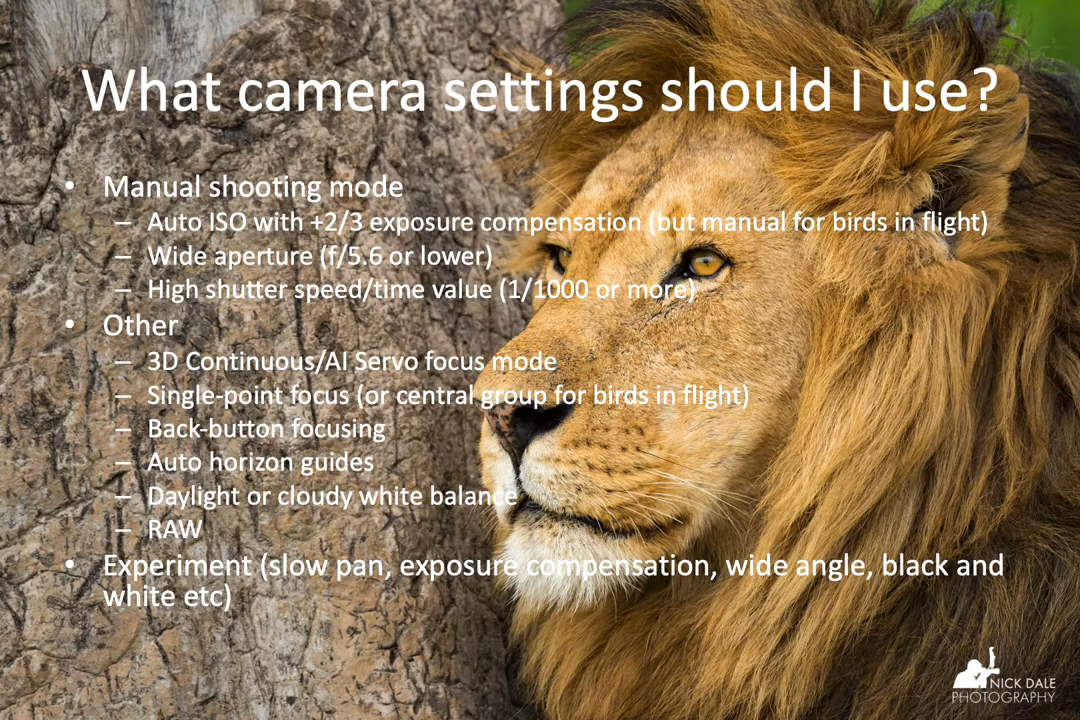 What camera settings should I use?
• Manual shooting mode
– Auto ISO with +2/3 exposure compensation (but manual for birds in flight)
– Wide aperture (f/5.6 or lower)
– High shutter speed/time value (1/1000 or more)
• Other
– 3D Continuous/AI Servo focus mode
– Single-point focus (or central group for birds in flight)
– Back-button focusing
– Auto horizon guides
– Daylight or cloudy white balance
– RAW
• Experiment (slow pan, exposure compensation, wide angle, black and
white etc)
NICK DALE
PHOTOGRAPHY